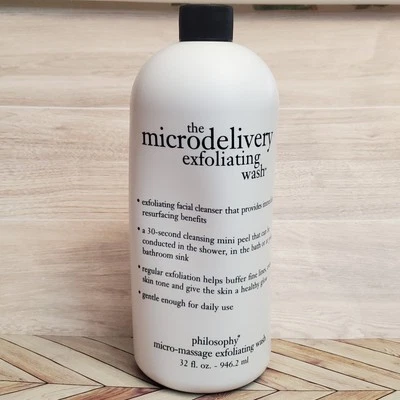 the
microdelivery
exfoliating
wash
• exfoliating facial cleanser that provides
resurfacing benefits
• a 30-second cleansing mini peel that can be
conducted in the shower, in the bath or
bathroom sink
• regular exfoliation helps buffer fine lines,
skin tone and give the skin a healthy glow
• gentle enough for daily use
philosophy®
micro-massage exfoliating wash
32 fl. oz. - 946.2 ml